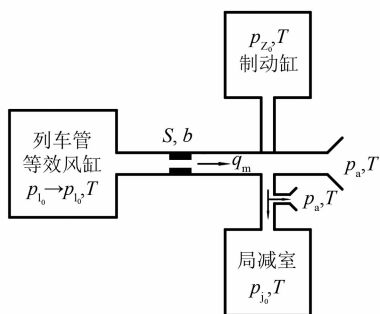 p_{Z_0},T
制动缸
列车管
等效风缸
p_{l_0}→p_{l_0},T
S, b
q_m
p_a,T
p_a,T
局减室
p_{j_0},T